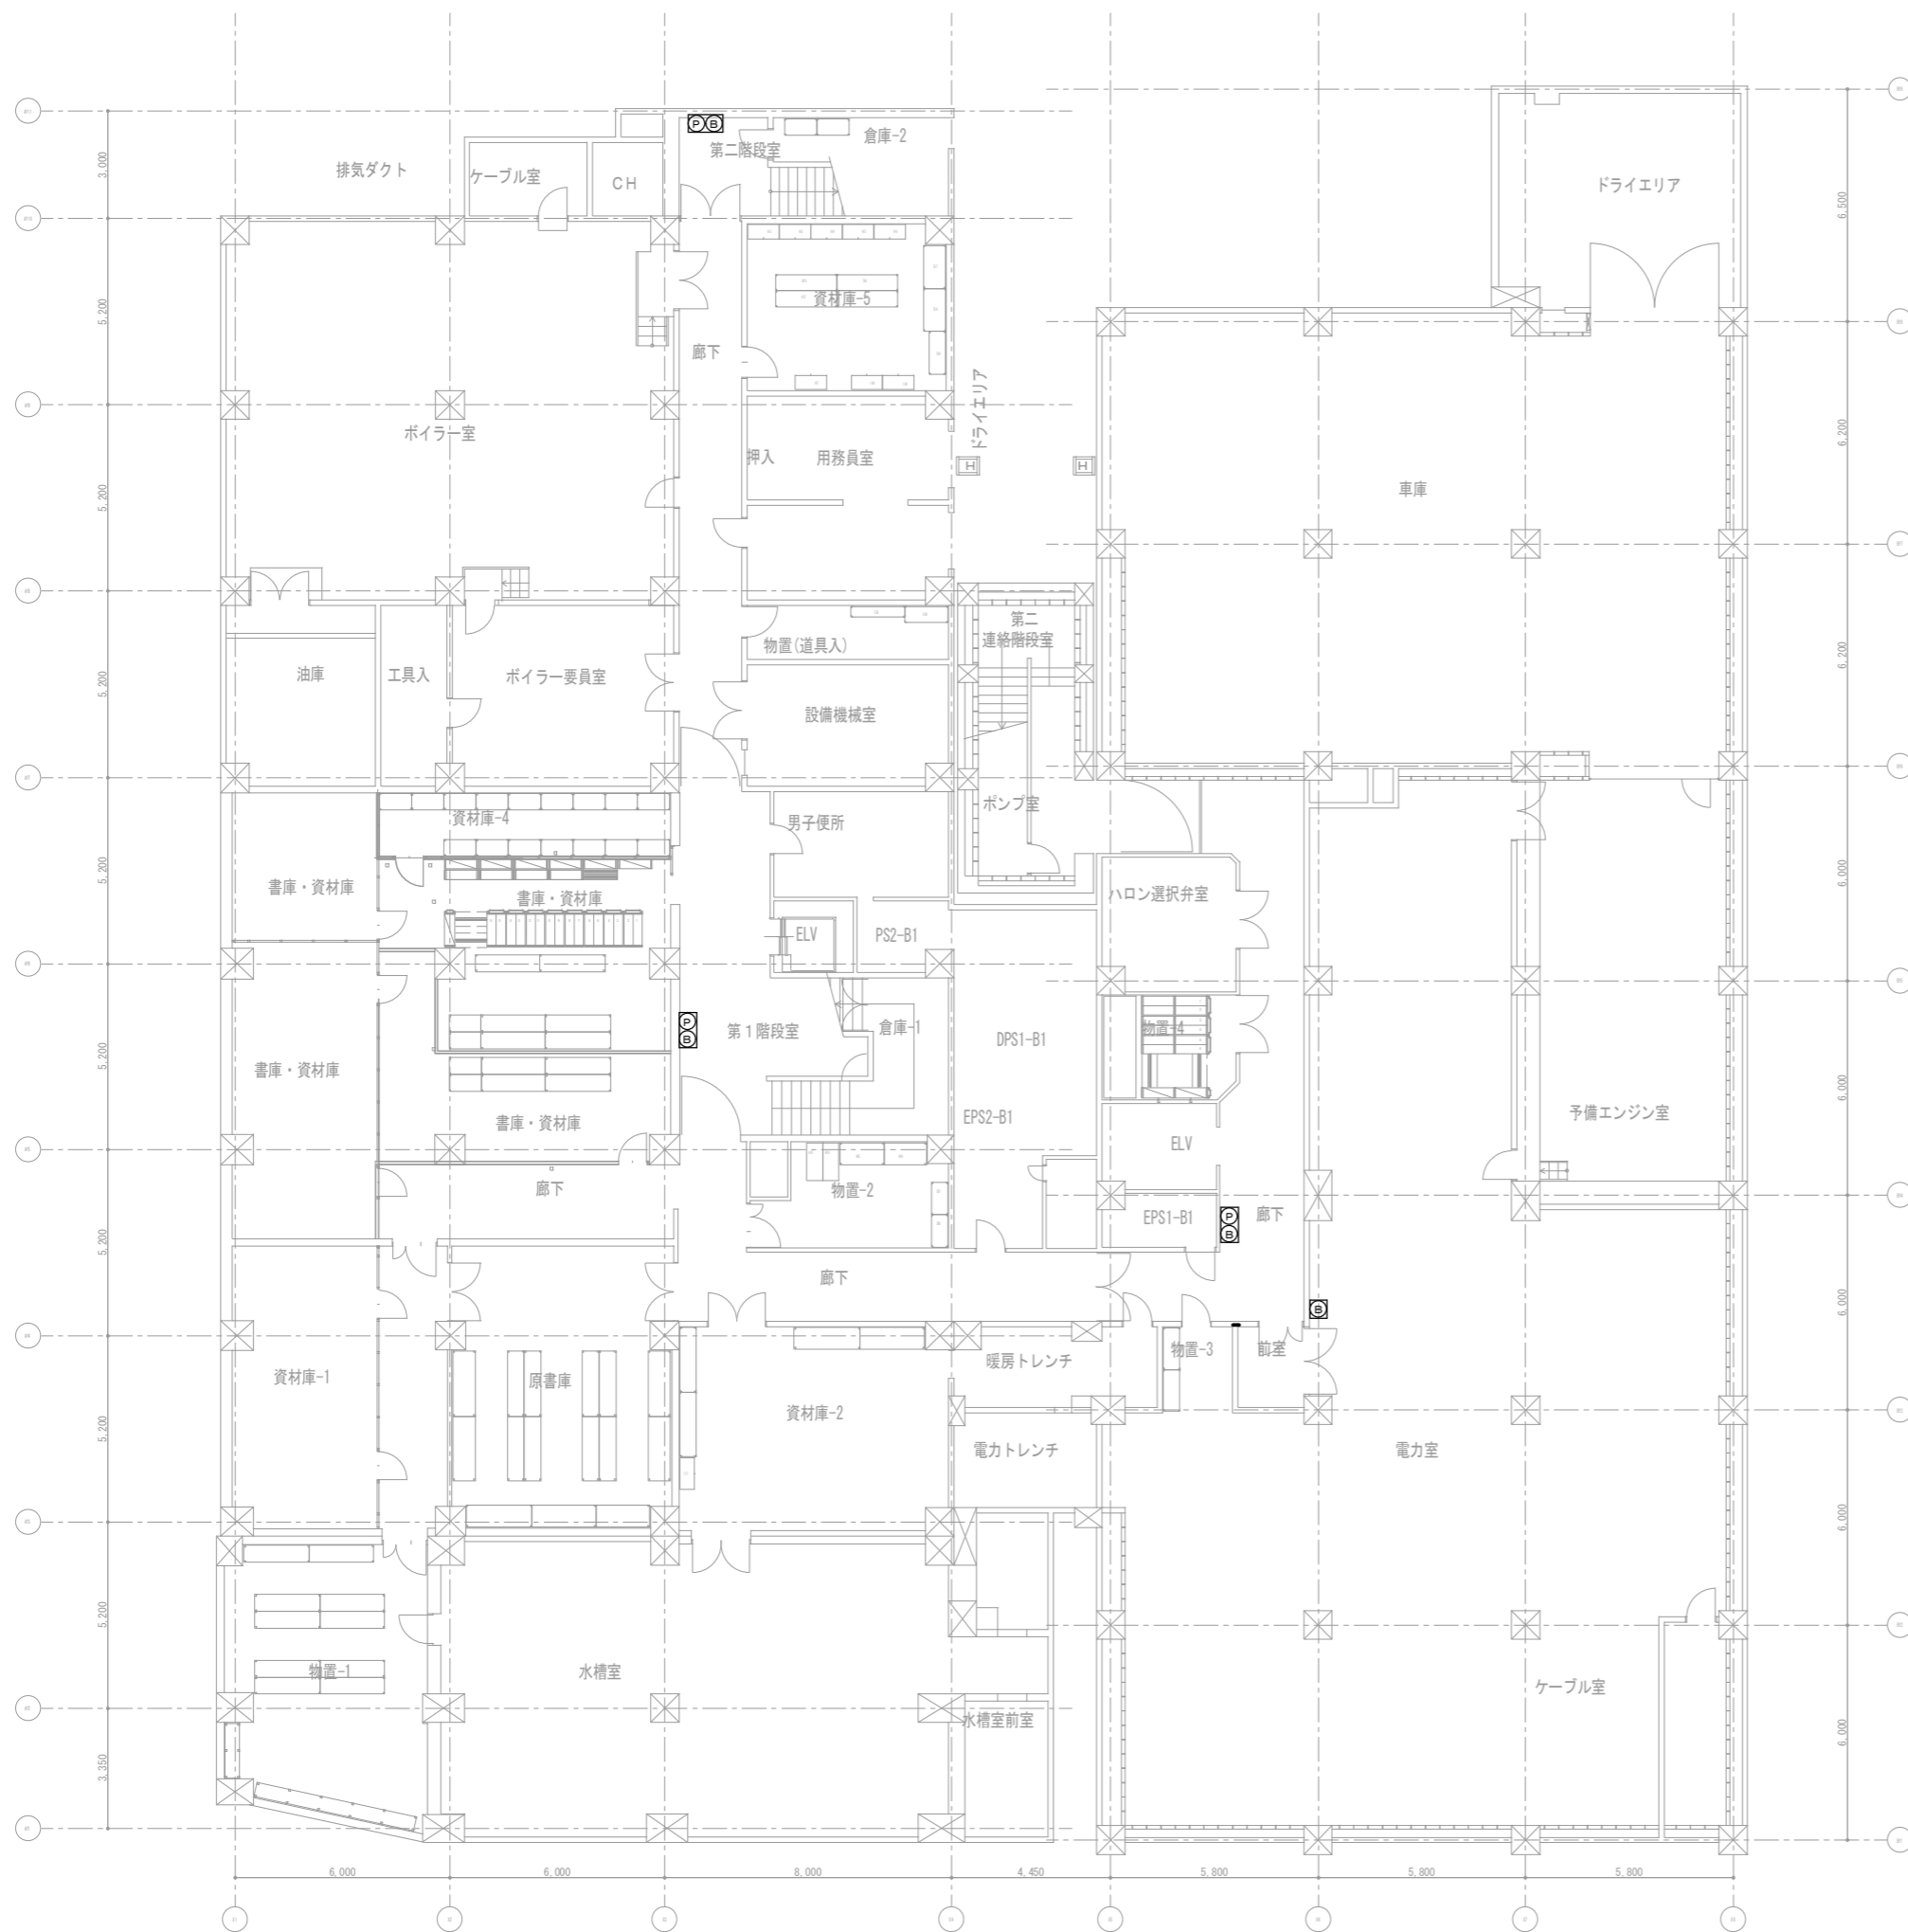 P B
倉庫-2
第二階段室
排気ダクト
ケーブル室
CH
ドライエリア
3,000
6,500
資材庫-5
5,200
廊下
ドライエリア
6,200
ボイラー室
押入
用務員室
H
H
車庫
5,200
第二
連絡階段室
物置(道具入)
油庫
工具入
ボイラー要員室
5,200
6,200
設備機械室
ポンプ室
資材庫-4
男子便所
5,200
6,000
書庫・資材庫
書庫・資材庫
ハロン選択弁室
ELV
PS2-B1
P
B
第1階段室
倉庫-1
DPS1-B1
物置-4
5,200
書庫・資材庫
6,000
書庫・資材庫
EPS2-B1
予備エンジン室
ELV
廊下
物置-2
5,200
EPS1-B1
P
B
廊下
廊下
6,000
B
資材庫-1
原書庫
暖房トレンチ
物置-3
前室
資材庫-2
5,200
電力トレンチ
電力室
6,000
5,200
物置-1
水槽室
ケーブル室
水槽室前室
3,350
6,000
6,000
6,000
8,000
4,450
5,800
5,800
5,800